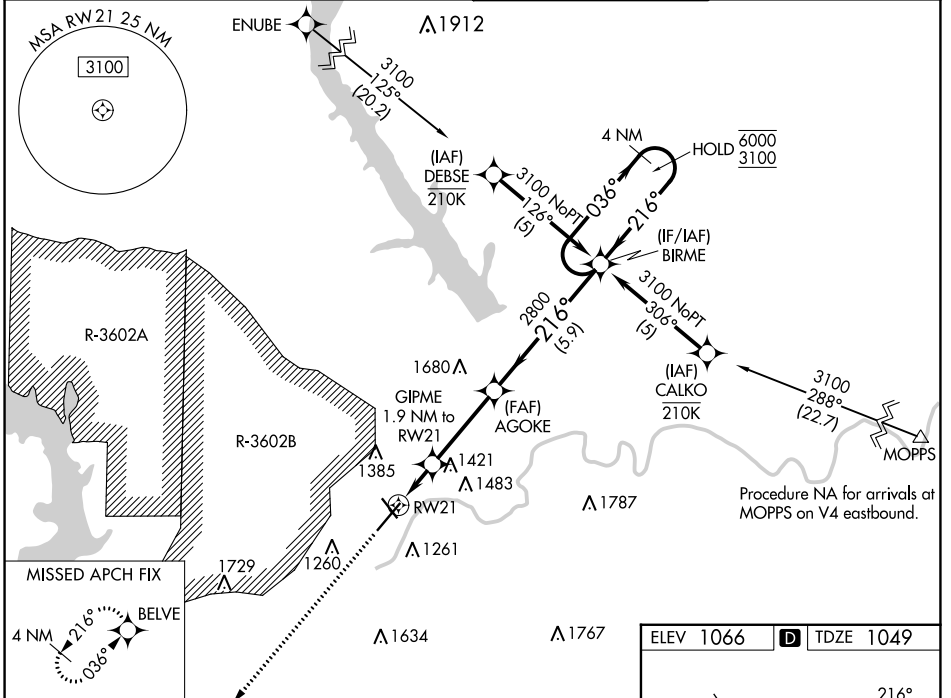 MSA RW21 25 NM
3100
ENUBE
1912
3100
125°
(20.2)
(IAF)
DEBSE
210K
3100 NoPT
126°
(5)
4 NM
HOLD 6000
3100
036°
216°
(IF/IAF)
BIRME
3100 NoPT
306°
(5)
(IAF)
CALKO
210K
3100
288°
(22.7)
MOPPS
Procedure NA for arrivals at
MOPPS on V4 eastbound.
2800
216°
(5.9)
1680
(FAF)
AGOKE
GIPME
1.9 NM to
RW21
R-3602A
R-3602B
1385
1421
1483
RW21
1787
1260
1261
1729
1634
1767
MISSED APCH FIX
BELVE
4 NM
216°
036°
ELEV 1066 D TDZE 1049
216°